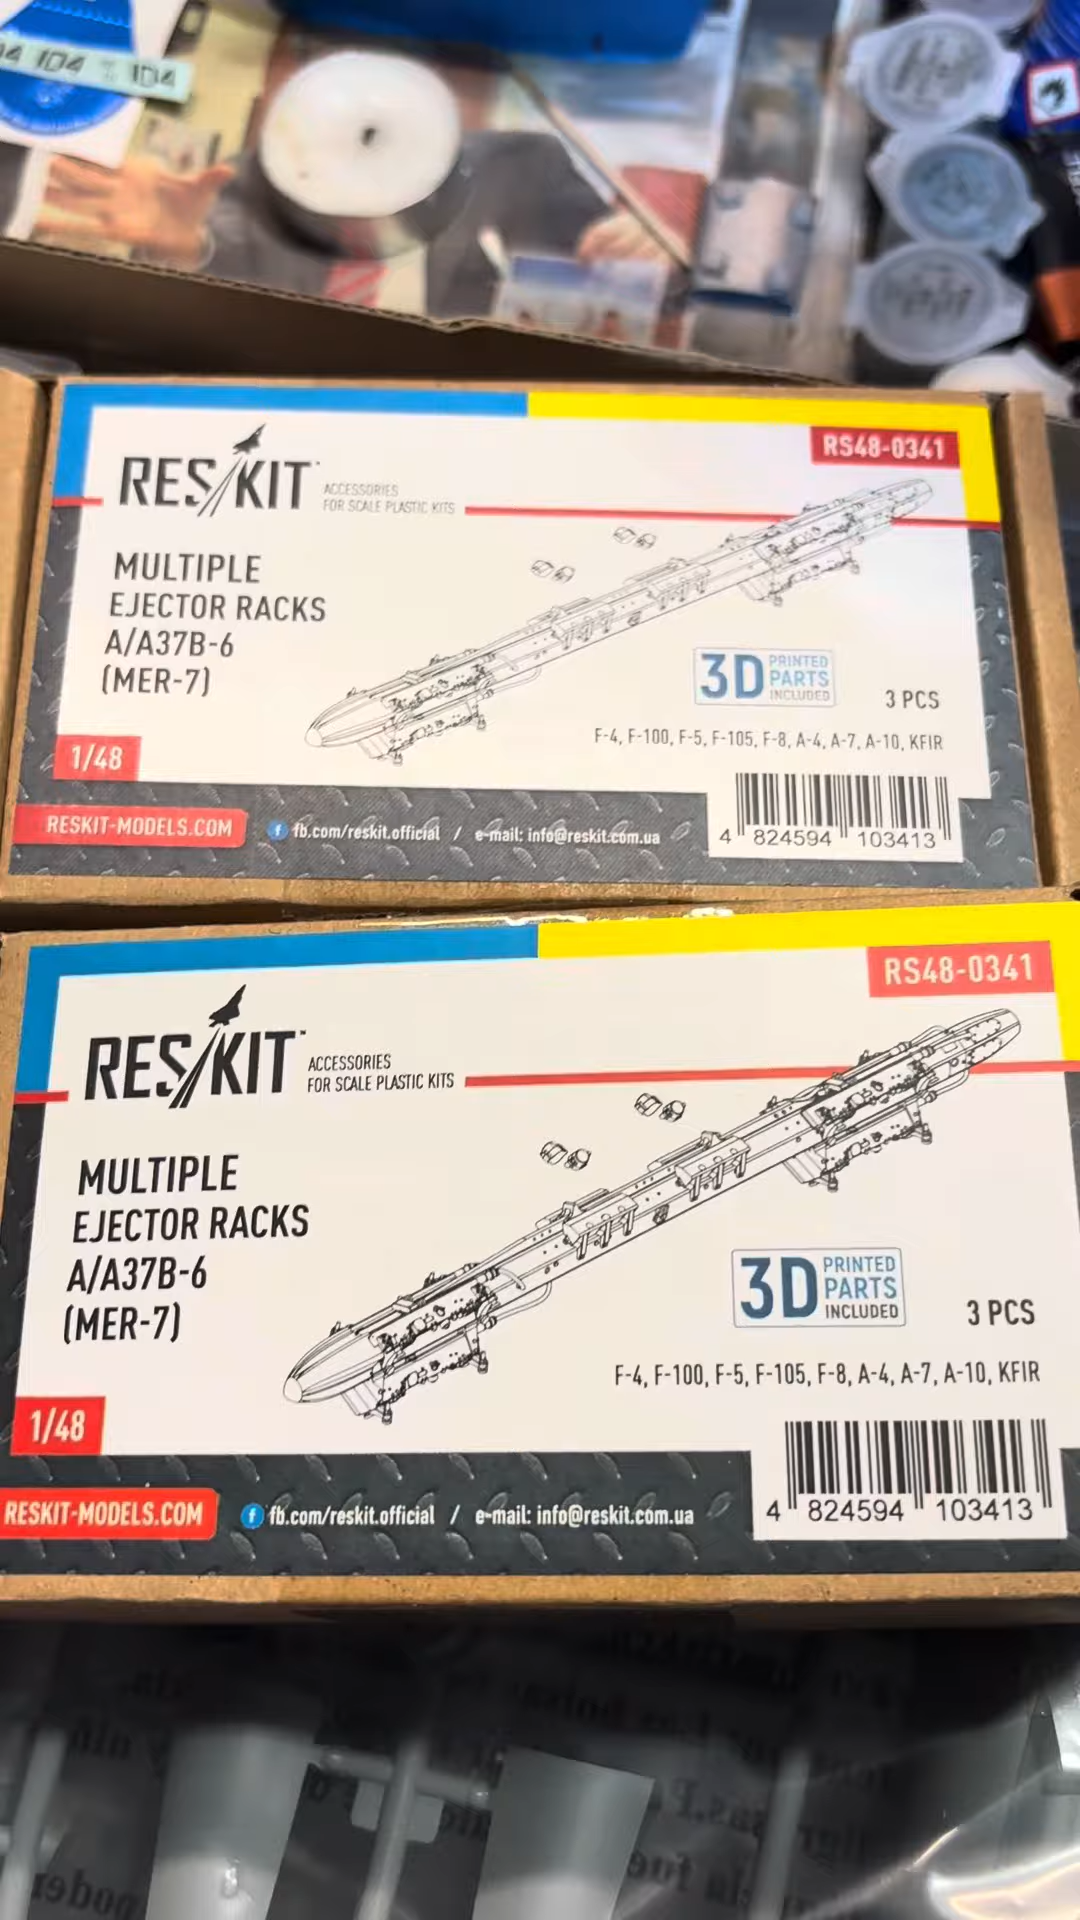 104
104
RS48-0341
RESKIT
ACCESSORIES
FOR SCALE PLASTIC KITS
MULTIPLE
EJECTOR RACKS
A/A37B-6
(MER-7)
3D PRINTED
PARTS
INCLUDED
3 PCS
F-4, F-100, F-5, F-105, F-8, A-4, A-7, A-10, KFIR
1/48
RESKIT-MODELS.COM
f fb.com/reskit.official / e-mail: info@reskit.com.ua
4 824594 103413
RS48-0341
RESKIT™
ACCESSORIES
FOR SCALE PLASTIC KITS
MULTIPLE
EJECTOR RACKS
A/A37B-6
(MER-7)
3D PRINTED
PARTS
INCLUDED
3 PCS
F-4, F-100, F-5, F-105, F-8, A-4, A-7, A-10, KFIR
1/48
RESKIT-MODELS.COM
f fb.com/reskit.official / e-mail: info@reskit.com.ua
4 824594 103413